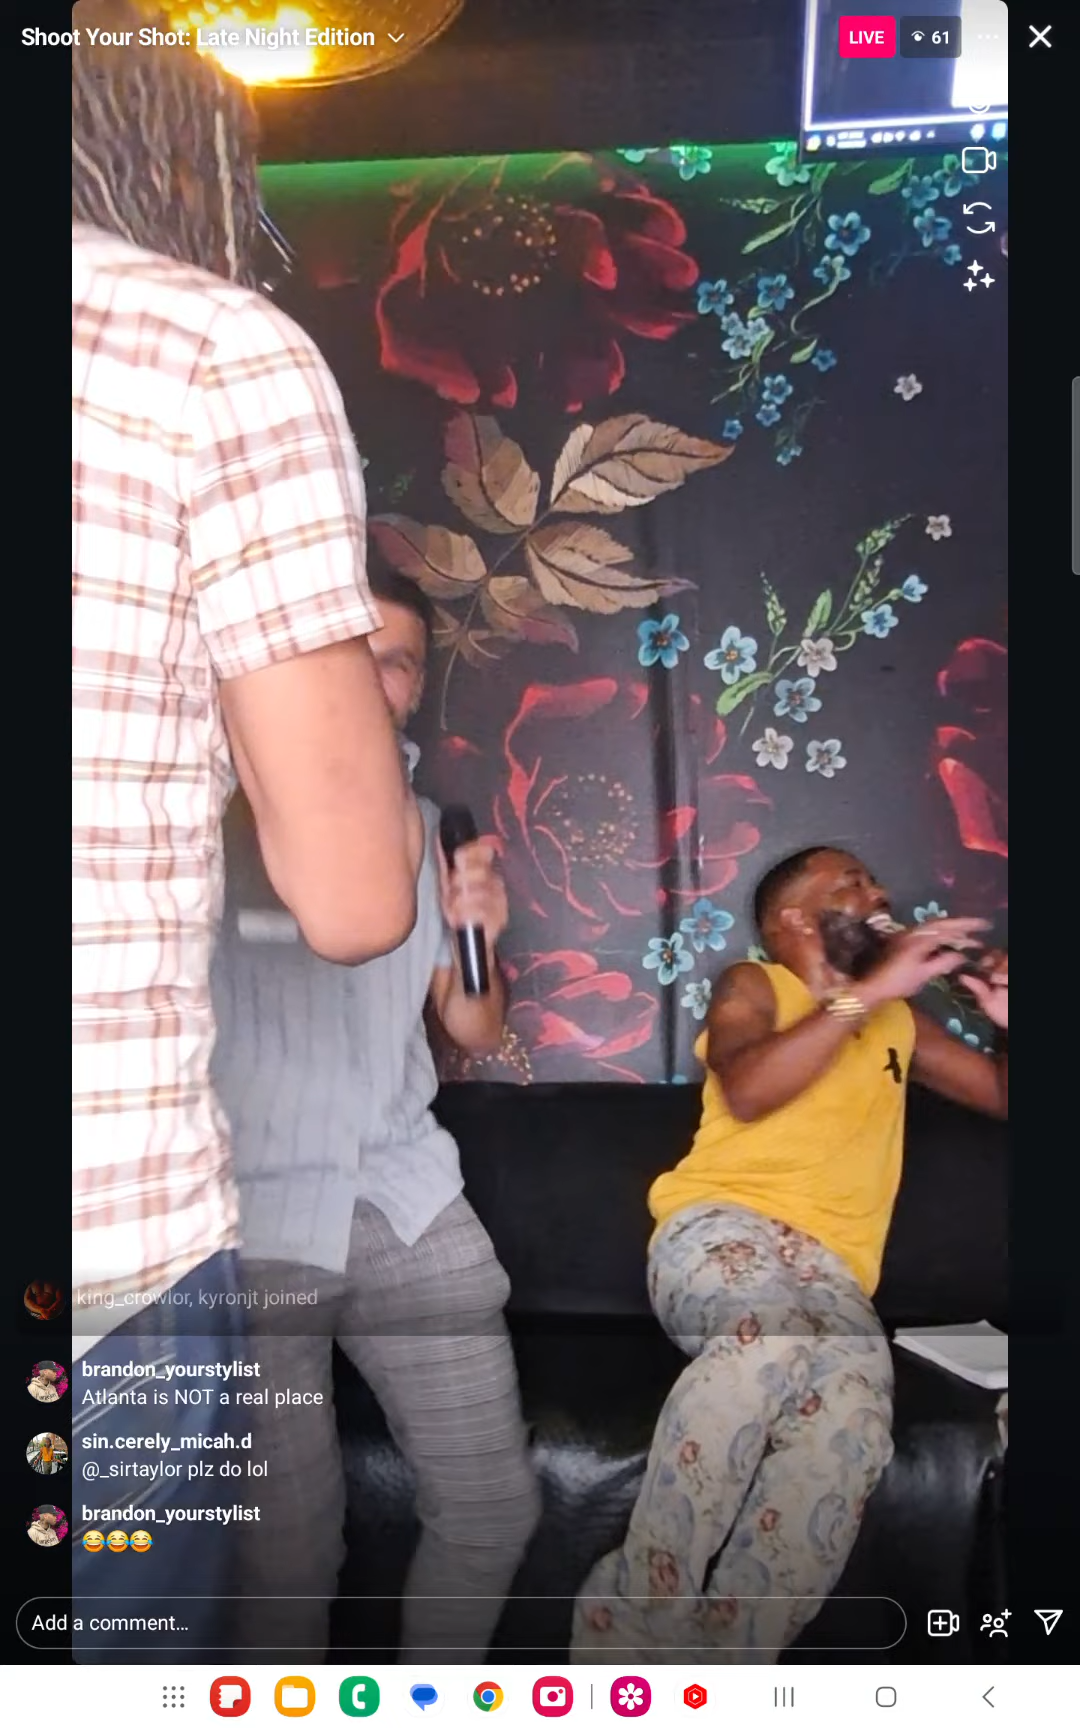 Shoot Your Shot: Late Night Edition
LIVE
61
king_crowlor, kyronjt joined
brandon_yourstylist
Atlanta is NOT a real place
sin.cerely_micah.d
@_sirtaylor plz do lol
brandon_yourstylist
😂😂😂
Add a comment...